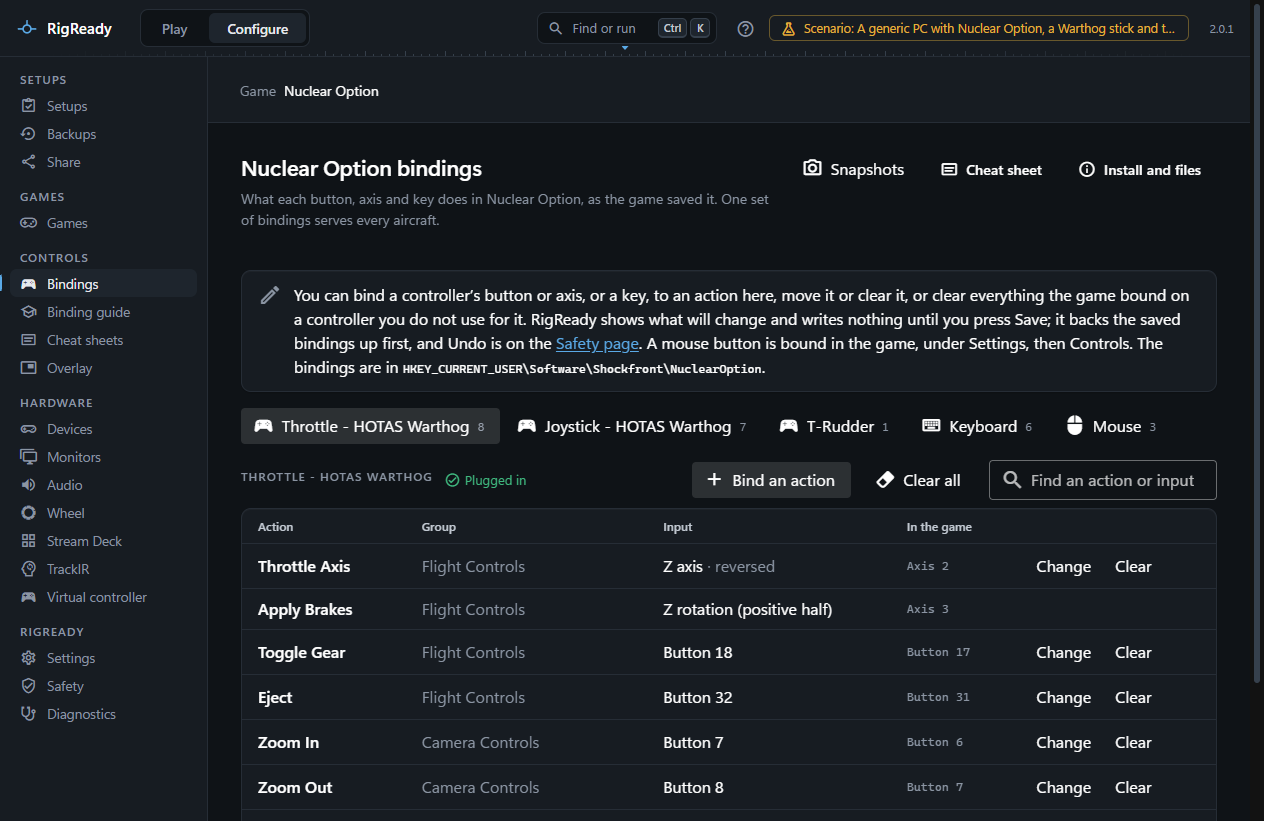 RigReady
Play
Configure
Find or run
Ctrl
K
Scenario: A generic PC with Nuclear Option, a Warthog stick and t...
2.0.1
SETUPS
Setups
Backups
Share
GAMES
Games
CONTROLS
Bindings
Binding guide
Cheat sheets
Overlay
HARDWARE
Devices
Monitors
Audio
Wheel
Stream Deck
TrackIR
Virtual controller
RIGREADY
Settings
Safety
Diagnostics
Game Nuclear Option
Nuclear Option bindings
What each button, axis and key does in Nuclear Option, as the game saved it. One set
of bindings serves every aircraft.
Snapshots
Cheat sheet
Install and files
You can bind a controller’s button or axis, or a key, to an action here, move it or clear it, or clear everything the game bound on
a controller you do not use for it. RigReady shows what will change and writes nothing until you press Save; it backs the saved
bindings up first, and Undo is on the Safety page. A mouse button is bound in the game, under Settings, then Controls. The
bindings are in HKEY_CURRENT_USER\Software\Shockfront\NuclearOption.
Throttle - HOTAS Warthog 8
Joystick - HOTAS Warthog 7
T-Rudder 1
Keyboard 6
Mouse 3
THROTTLE - HOTAS WARTHOG
Plugged in
Bind an action
Clear all
Find an action or input
Action Group Input In the game
Throttle Axis Flight Controls Z axis · reversed Axis 2 Change Clear
Apply Brakes Flight Controls Z rotation (positive half) Axis 3
Toggle Gear Flight Controls Button 18 Button 17 Change Clear
Eject Flight Controls Button 32 Button 31 Change Clear
Zoom In Camera Controls Button 7 Button 6 Change Clear
Zoom Out Camera Controls Button 8 Button 7 Change Clear